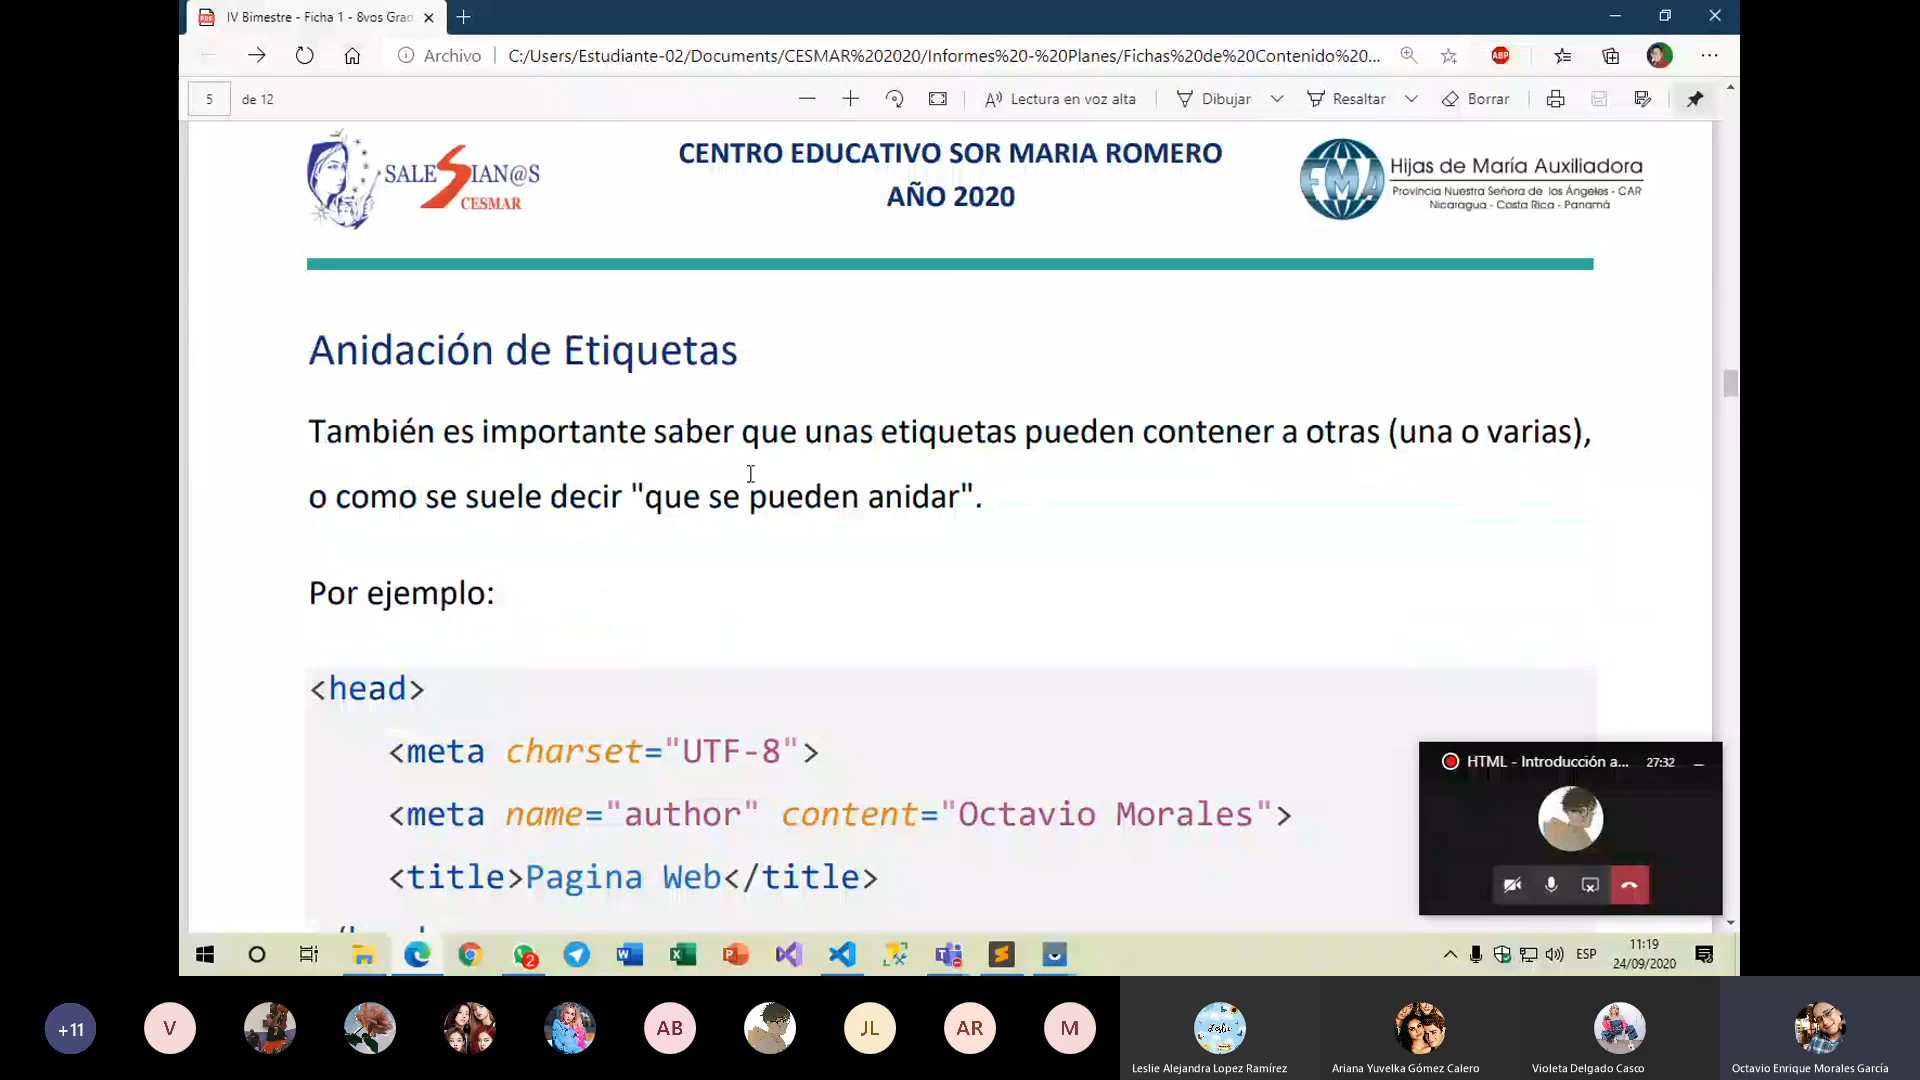 IV Bimestre - Ficha 1 - 8vos Grad
Archivo
C:/Users/Estudiante-02/Documents/CESMAR%202020/Informes%20-%20Planes/Fichas%20de%20Contenido%20...
ABP
5 de 12
Lectura en voz alta
Dibujar
Resaltar
Borrar
SALESIAN@S
CESMAR
CENTRO EDUCATIVO SOR MARIA ROMERO
AÑO 2020
FMA
Hijas de María Auxiliadora
Provincia Nuestra Señora de los Ángeles - CAR
Nicaragua - Costa Rica - Panamá
Anidación de Etiquetas
También es importante saber que unas etiquetas pueden contener a otras (una o varias),
o como se suele decir "que se pueden anidar".
Por ejemplo:
<head>
<meta charset="UTF-8">
<meta name="author" content="Octavio Morales">
<title>Pagina Web</title>
HTML - Introducción a...
27:32
2
ESP
11:19
24/09/2020
+11
V
AB
JL
AR
M
Leslie
Leslie Alejandra Lopez Ramírez
Ariana Yuvelka Gómez Calero
Violeta Delgado Casco
Octavio Enrique Morales García